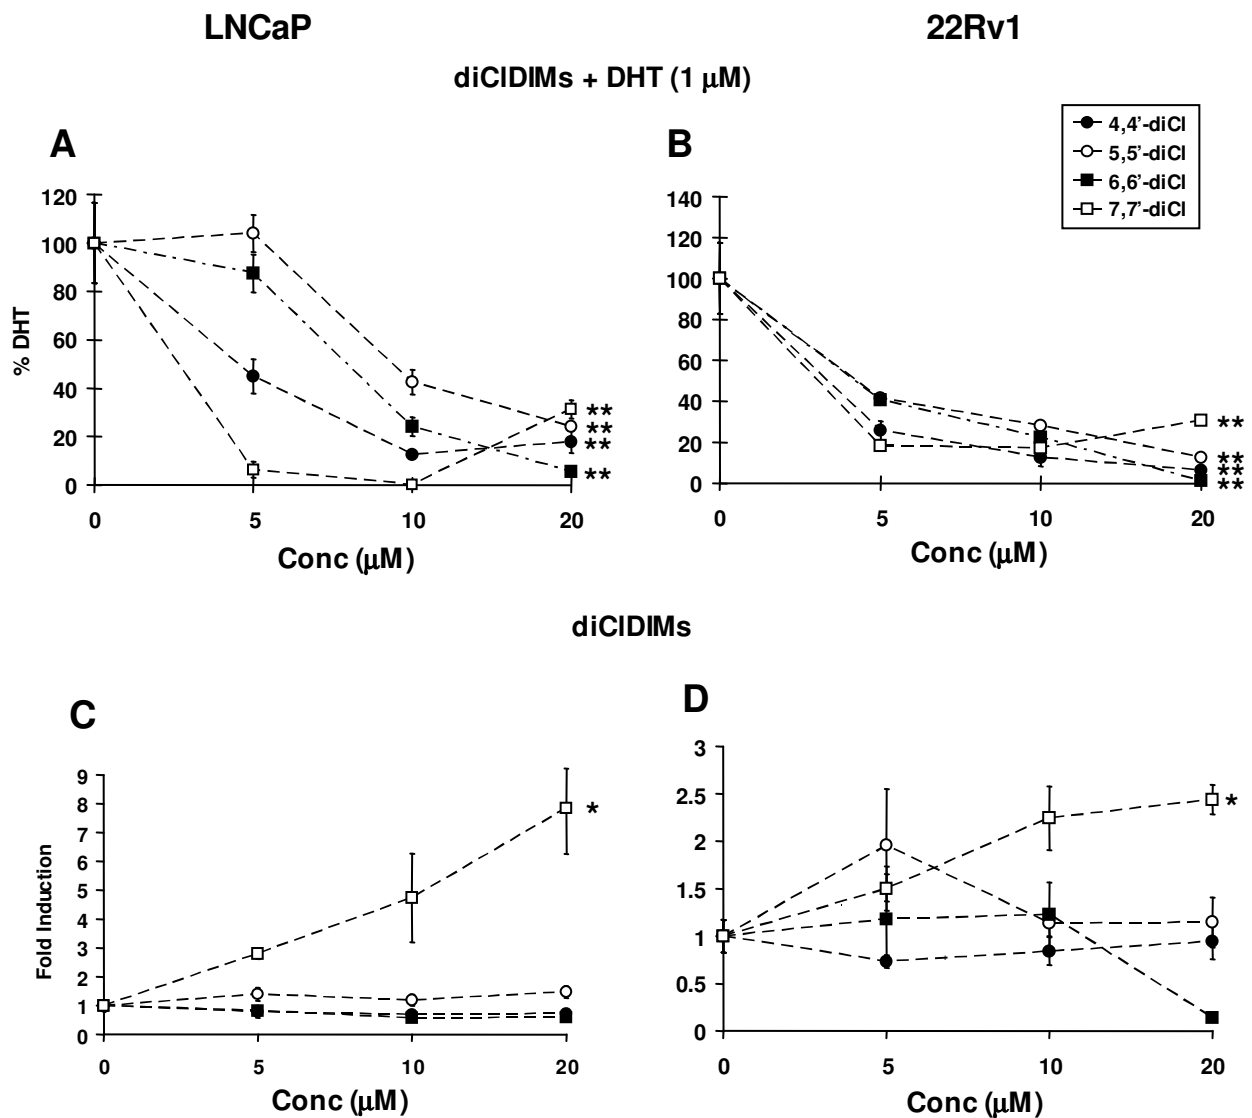 LNCaP
22Rv1
diClDIMs + DHT (1 μM)
A
B
4,4'-diCl
5,5'-diCl
6,6'-diCl
7,7'-diCl
% DHT
120
100
80
60
40
20
0
0 5 10 20
Conc (μM)
**
**
**
**
140
120
100
80
60
40
20
0
0 5 10 20
Conc (μM)
**
**
**
**
diClDIMs
C
D
Fold Induction
9
8
7
6
5
4
3
2
1
0
0 5 10 20
Conc (μM)
*
3
2.5
2
1.5
1
0.5
0
0 5 10 20
Conc (μM)
*